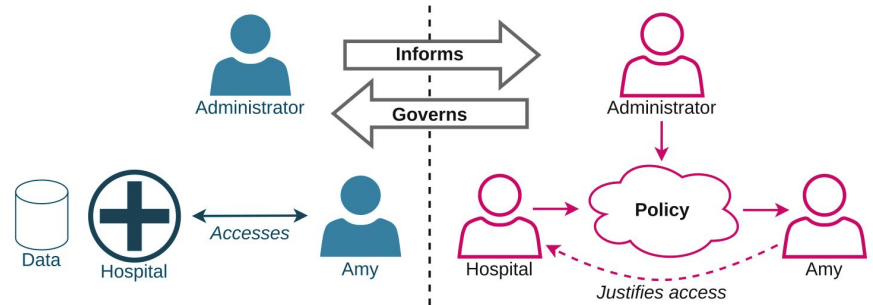 Informs
Administrator
Administrator
Governs
Policy
Accesses
Data
Hospital
Amy
Hospital
Amy
Justifies access